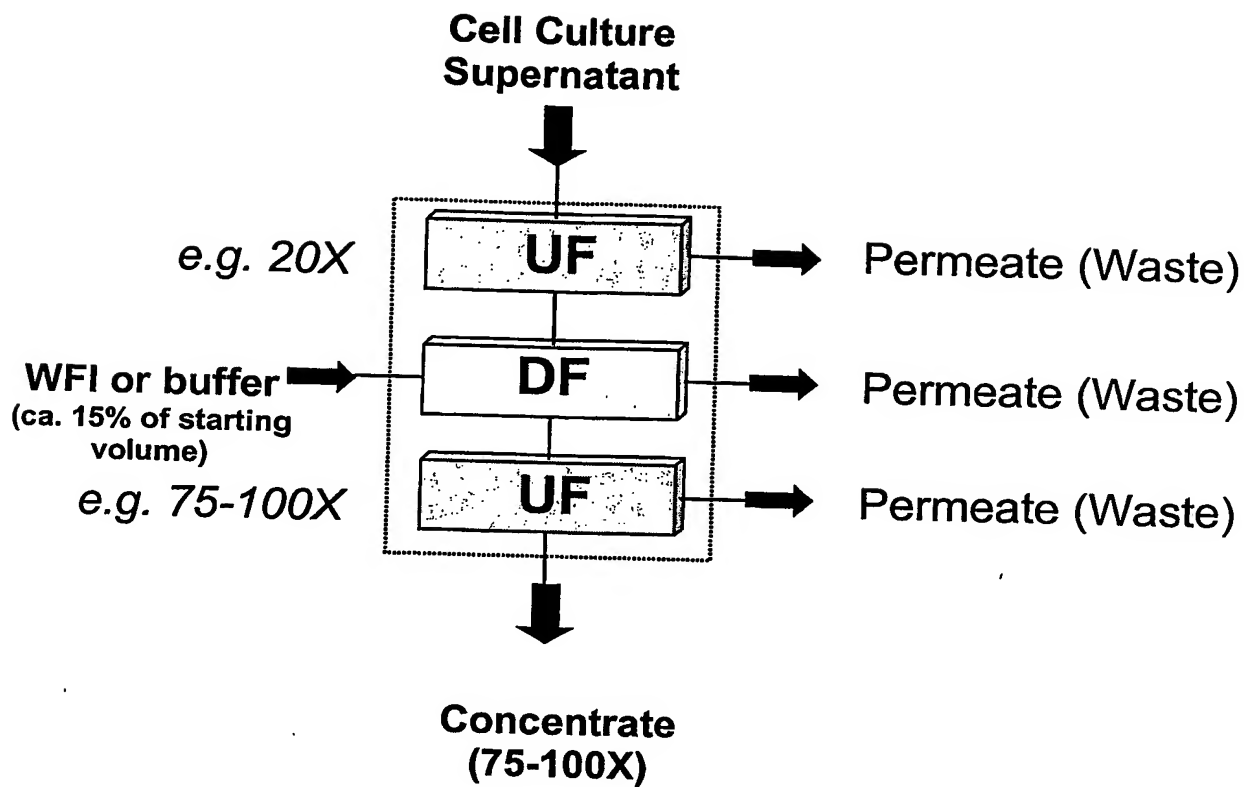 Cell Culture
Supernatant
e.g. 20X
UF
Permeate (Waste)
WFI or buffer
(ca. 15% of starting
volume)
DF
Permeate (Waste)
e.g. 75-100X
UF
Permeate (Waste)
Concentrate
(75-100X)